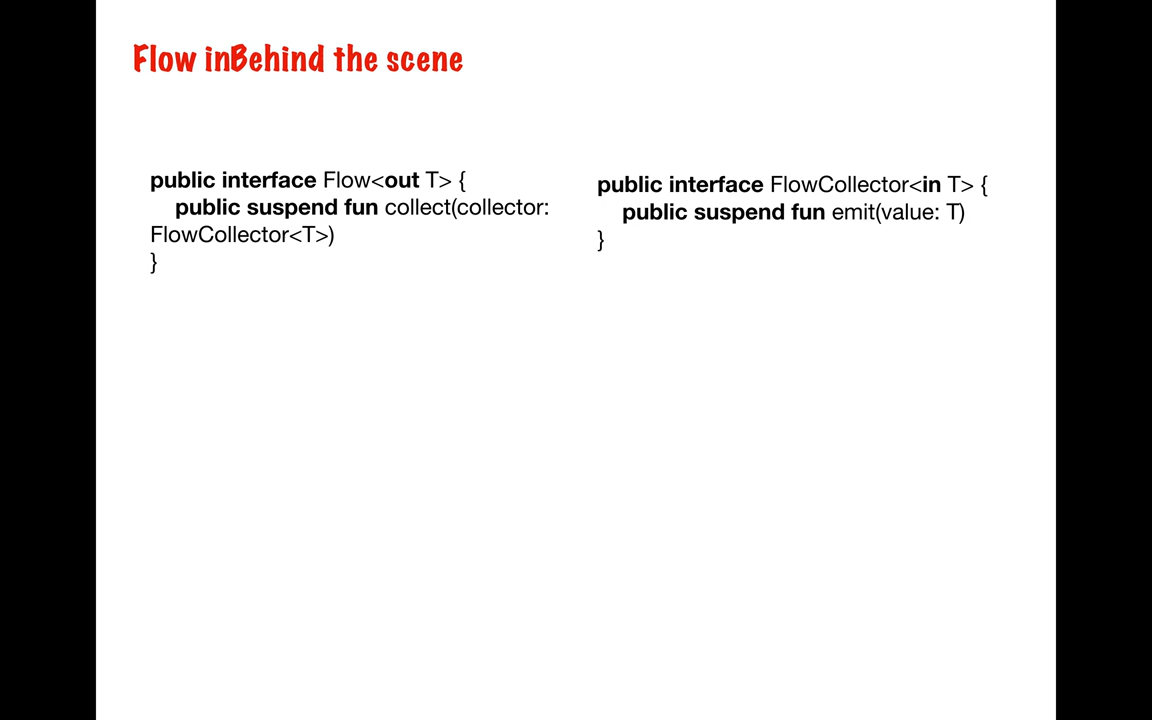 Flow inBehind the scene
public interface Flow<out T> {
public suspend fun collect(collector:
FlowCollector<T>)
}
public interface FlowCollector<in T> {
public suspend fun emit(value: T)
}